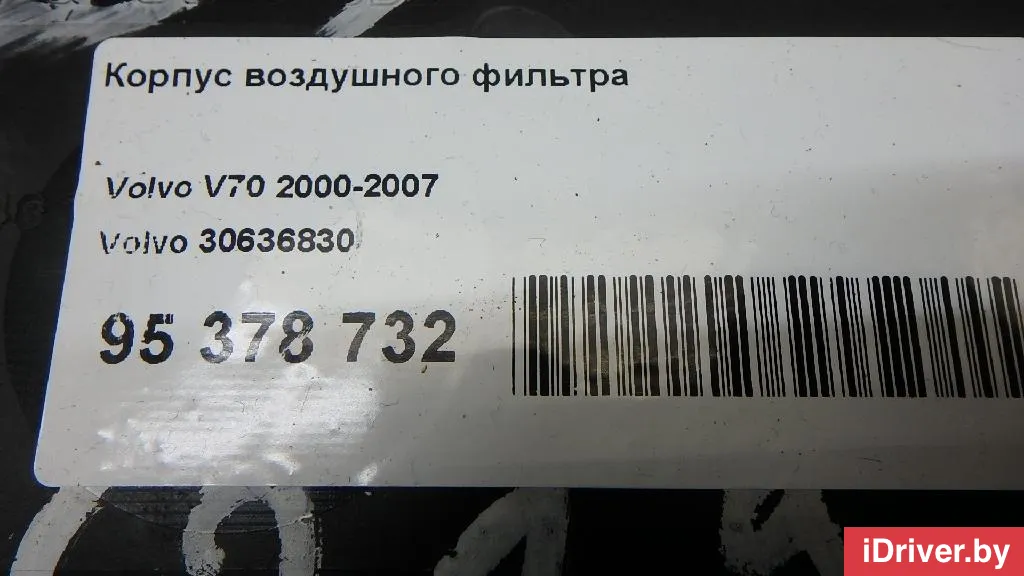 Корпус воздушного фильтра
Volvo V70 2000-2007
Volvo 30636830
95 378 732
iDriver.by